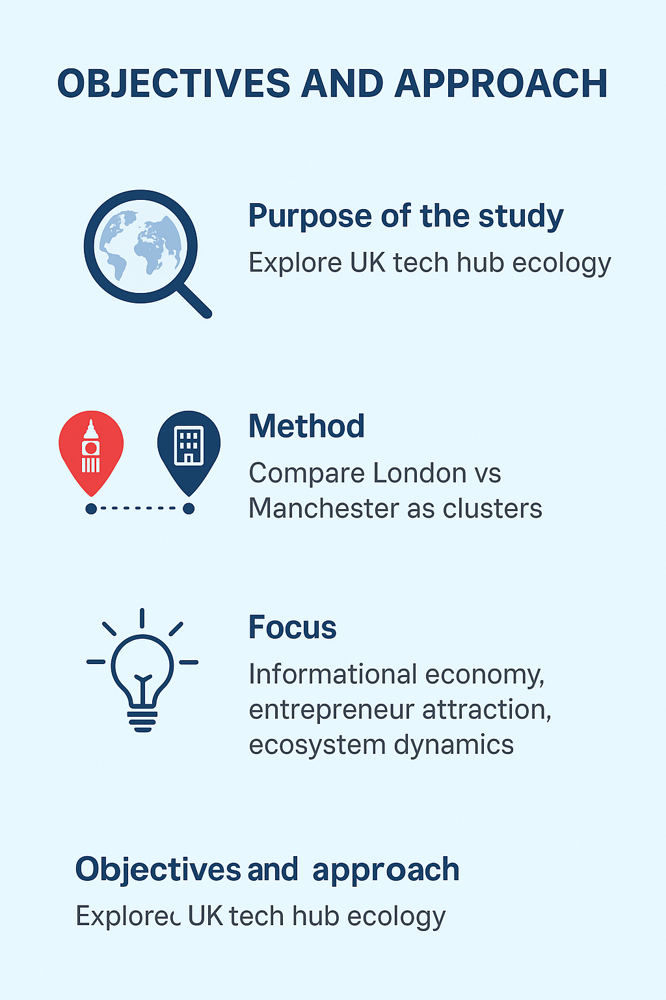 OBJECTIVES AND APPROACH
Purpose of the study
Explore UK tech hub ecology
Method
Compare London vs
Manchester as clusters
Focus
Informational economy,
entrepreneur attraction,
ecosystem dynamics
Objectives and approach
UK tech hub ecology